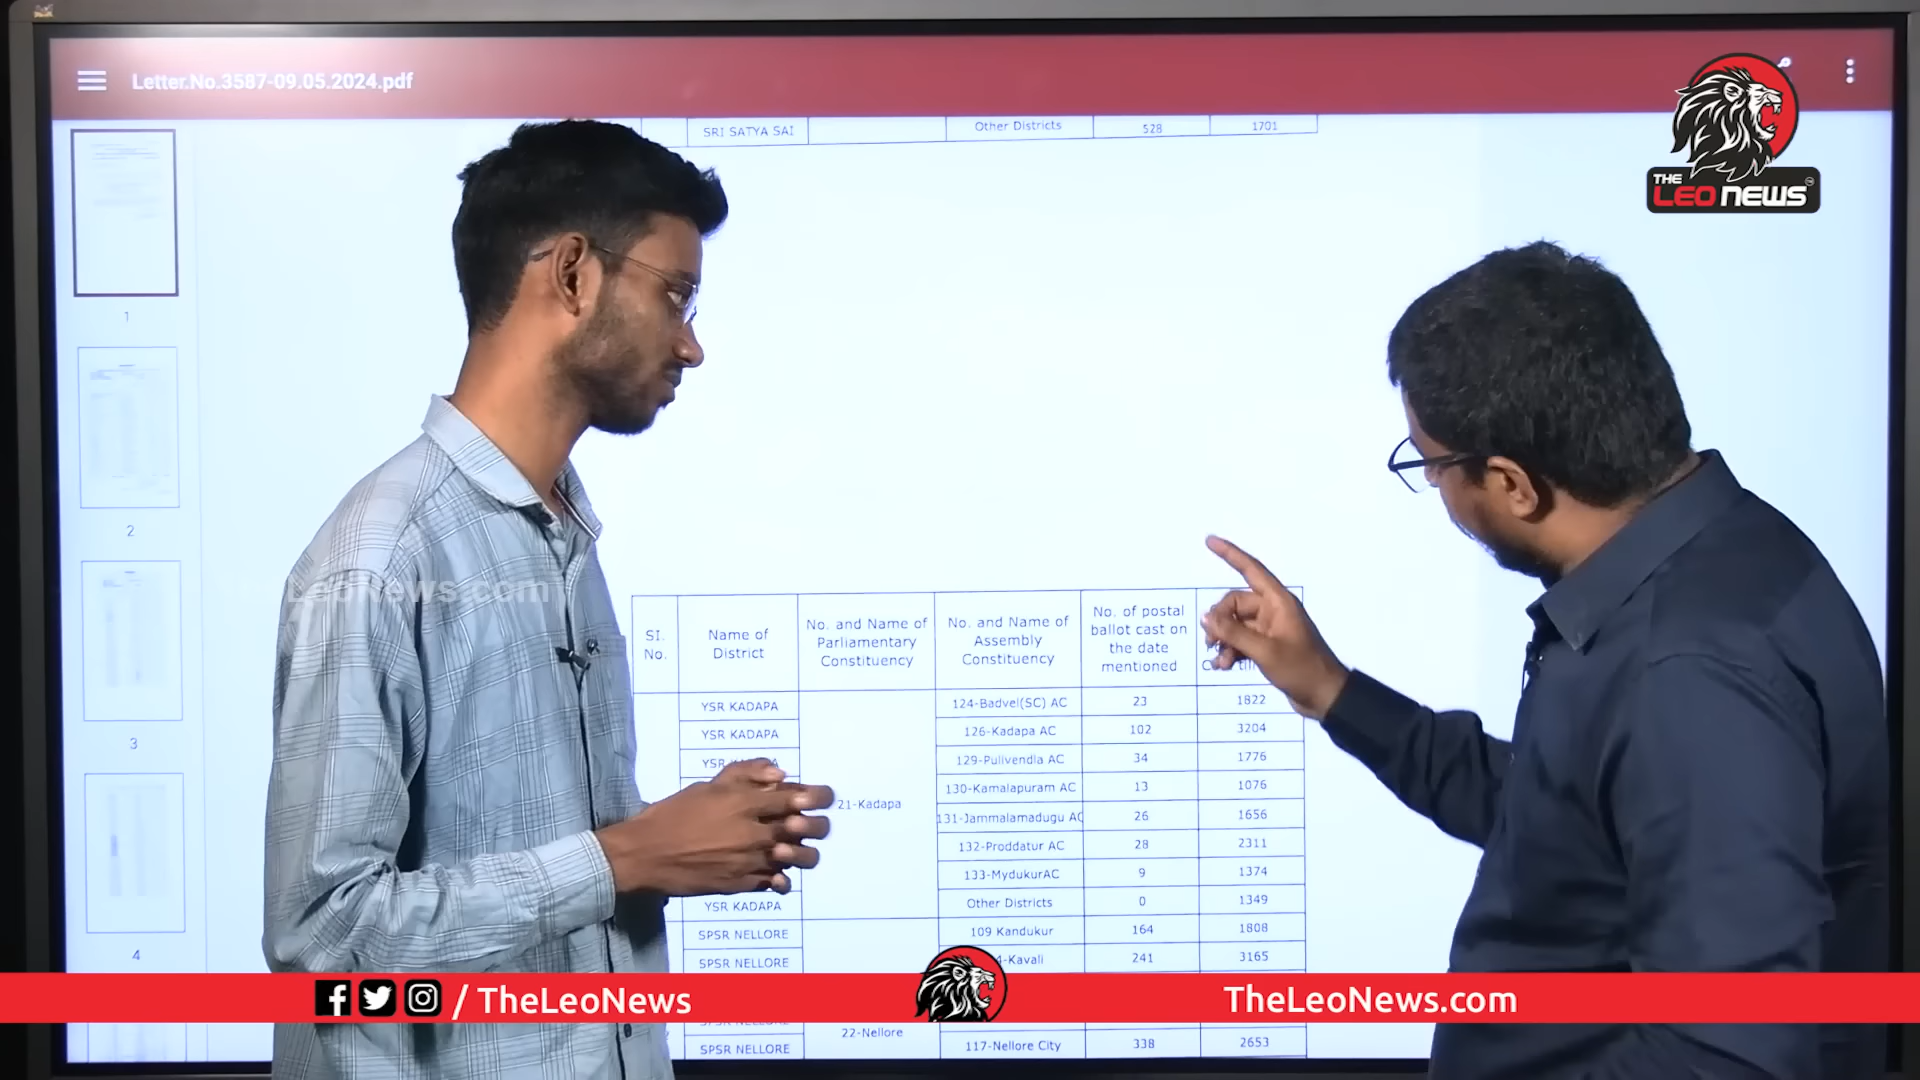 Letter.No.3587-09.05.2024.pdf
THE
LEO NEWS
SRI SATYA SAI Other Districts 528 1701
1
2
3
4
TheLeoNews.com
SI. No. Name of District No. and Name of Parliamentary Constituency No. and Name of Assembly Constituency No. of postal ballot cast on the date mentioned
YSR KADAPA 21-Kadapa 124-Badvel(SC) AC 23 1822
YSR KADAPA 126-Kadapa AC 102 3204
129-Pulivendla AC 34 1776
130-Kamalapuram AC 13 1076
131-Jammalamadugu AC 26 1656
132-Proddatur AC 28 2311
133-MydukurAC 9 1374
YSR KADAPA Other Districts 0 1349
SPSR NELLORE 109 Kandukur 164 1808
SPSR NELLORE -Kavali 241 3165
/ TheLeoNews
TheLeoNews.com
22-Nellore
SPSR NELLORE 117-Nellore City 338 2653